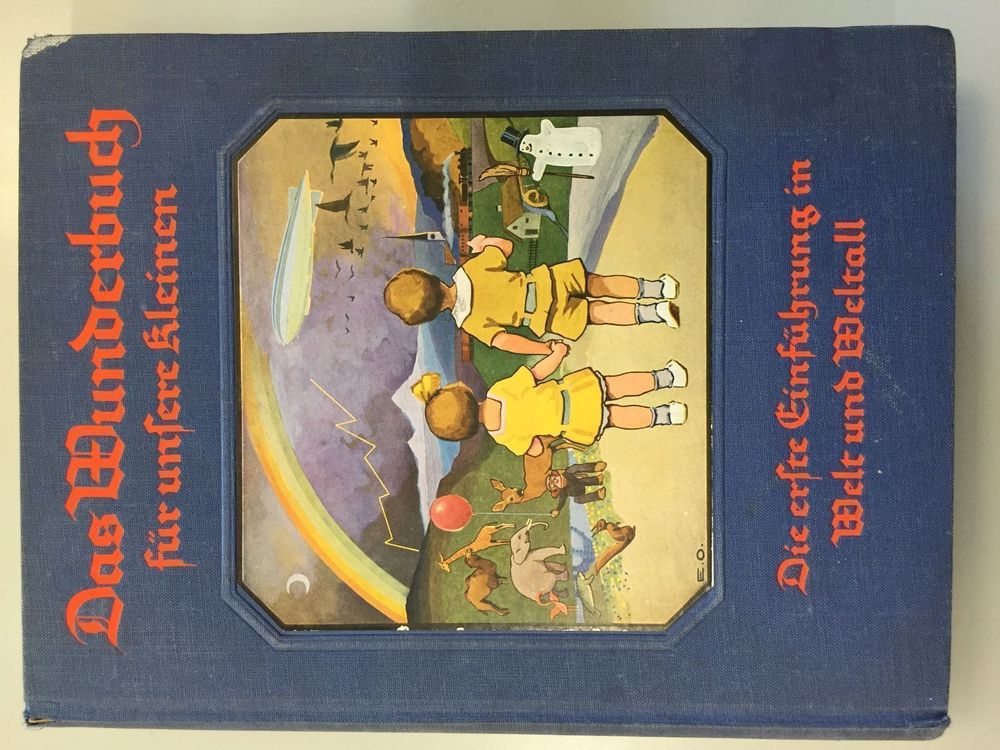 Das Wunderbuch
für unsere Kleinen
E.O.
Die erste Einführung in
Welt und Weltall